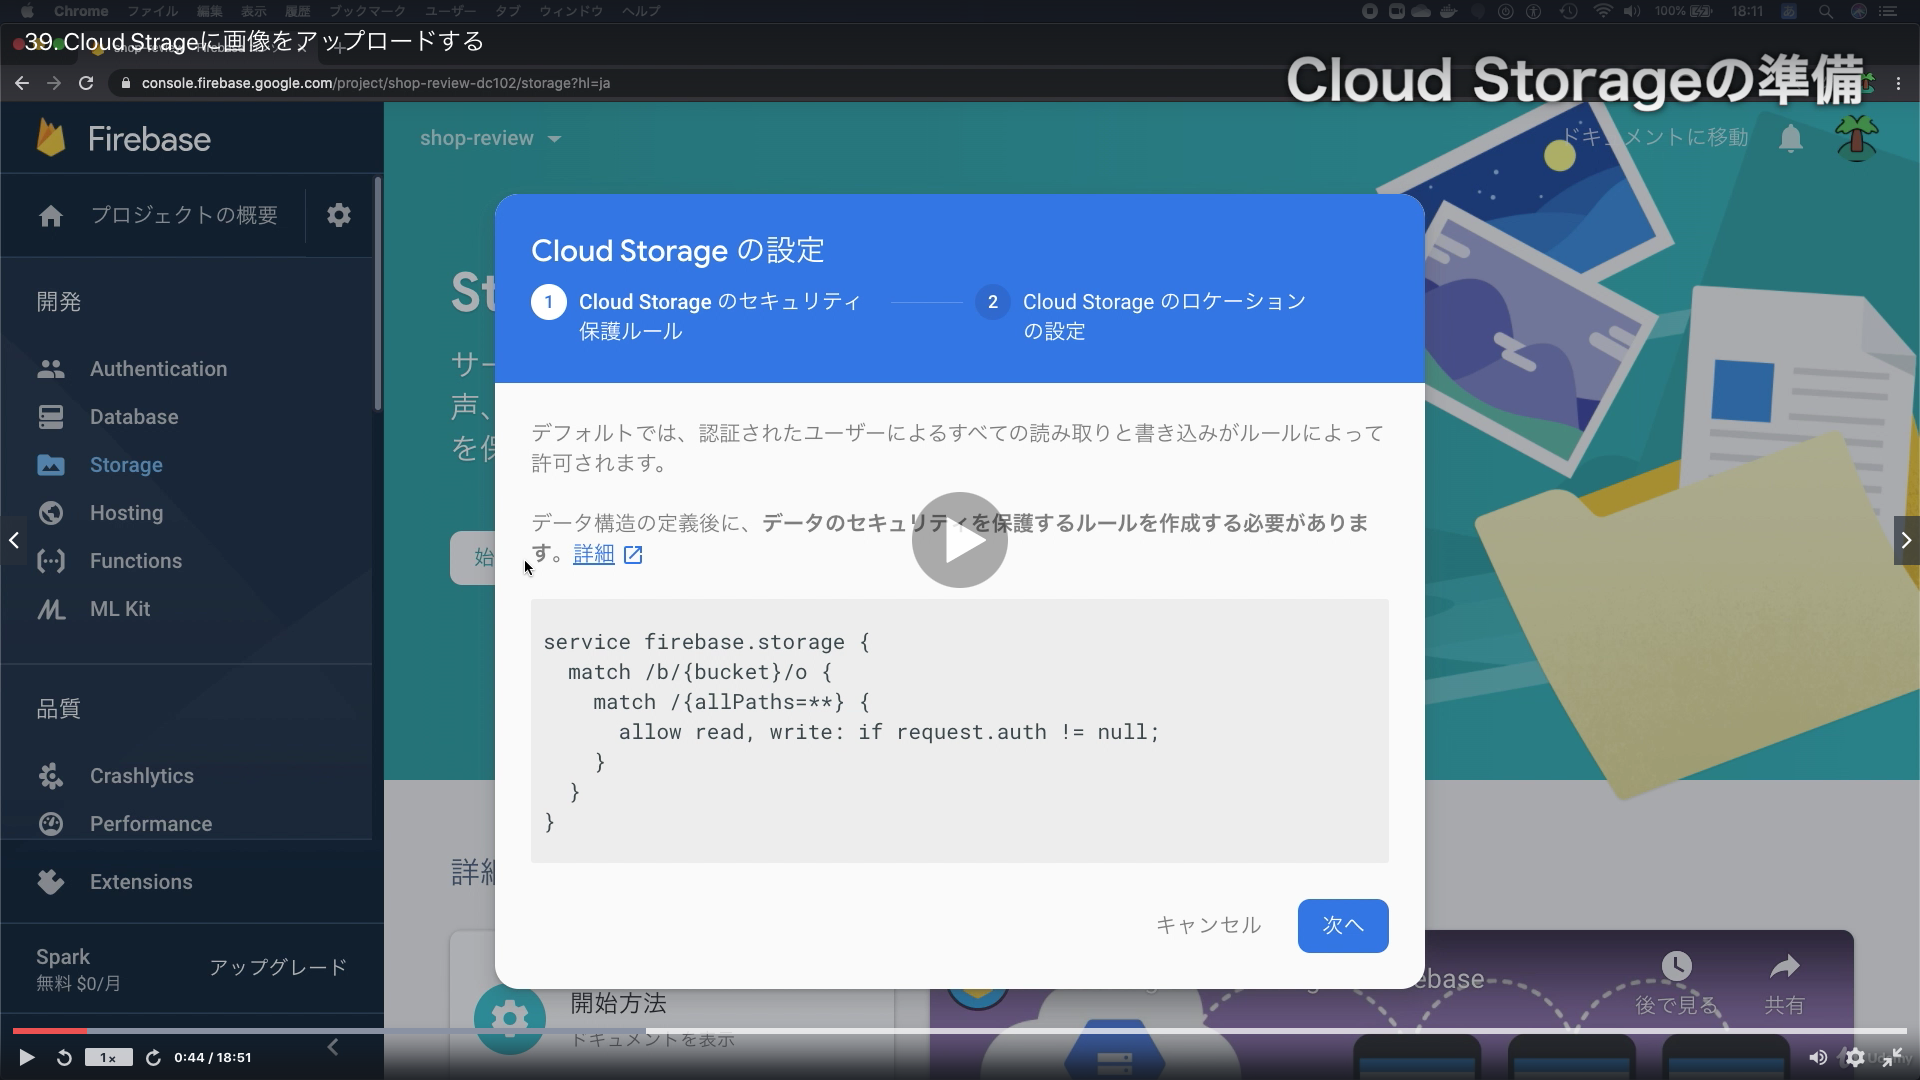 Chrome ファイル 編集 表示 履歴 ブックマーク ユーザー タブ ウィンドウ ヘルプ
100% 18:11 あ
39. Cloud Strageに画像をアップロードする
console.firebase.google.com/project/shop-review-dc102/storage?hl=ja
Cloud Storageの準備
Firebase
shop-review
ドキュメントに移動
プロジェクトの概要
開発
Authentication
Database
Storage
Hosting
Functions
ML Kit
品質
Crashlytics
Performance
Extensions
Spark
無料 $0/月
アップグレード
St
サー
声、
を保
始
詳細
Cloud Storage の設定
1 Cloud Storage のセキュリティ
保護ルール
2 Cloud Storage のロケーション
の設定
デフォルトでは、認証されたユーザーによるすべての読み取りと書き込みがルールによって
許可されます。
データ構造の定義後に、データのセキュリティを保護するルールを作成する必要がありま
す。詳細
service firebase.storage {
match /b/{bucket}/o {
match /{allPaths=**} {
allow read, write: if request.auth != null;
}
}
}
キャンセル
次へ
開始方法
ドキュメントを表示
ebase
後で見る
共有
1x
0:44 / 18:51
Udemy